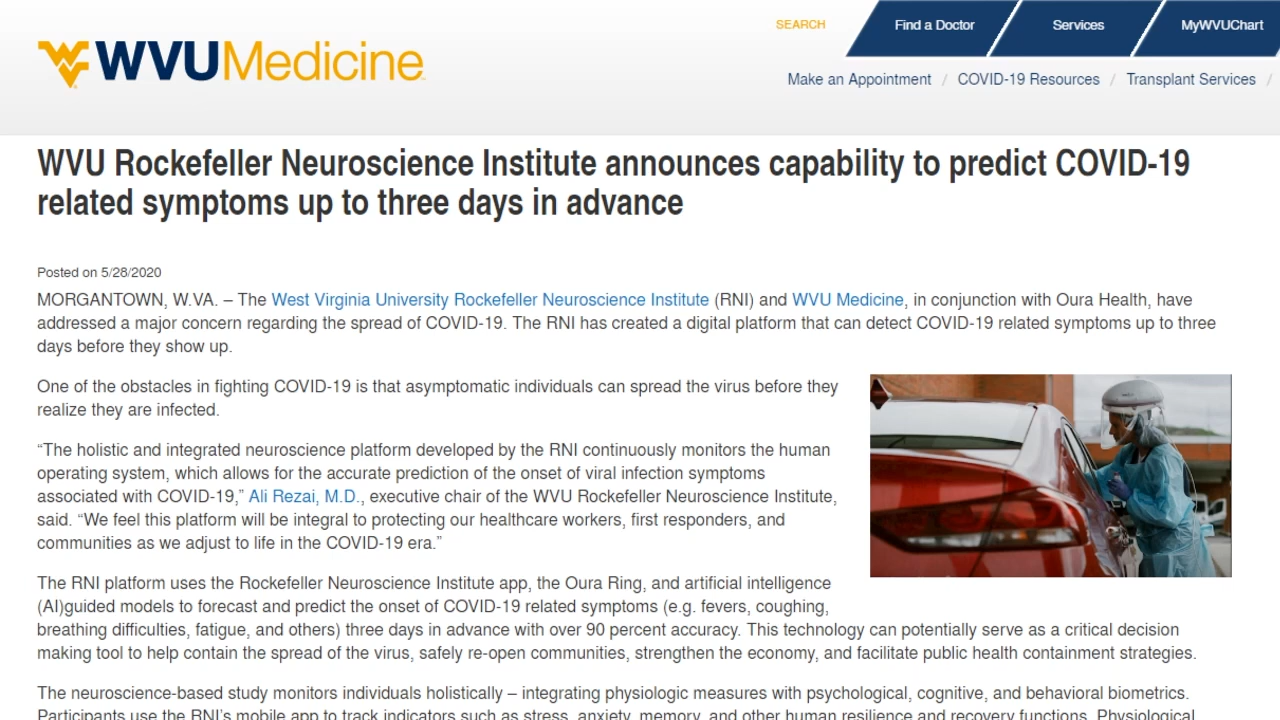 SEARCH
Find a Doctor
Services
MyWVUChart
WVUMedicine
Make an Appointment / COVID-19 Resources / Transplant Services /
WVU Rockefeller Neuroscience Institute announces capability to predict COVID-19
related symptoms up to three days in advance
Posted on 5/28/2020
MORGANTOWN, W.VA. – The West Virginia University Rockefeller Neuroscience Institute (RNI) and WVU Medicine, in conjunction with Oura Health, have
addressed a major concern regarding the spread of COVID-19. The RNI has created a digital platform that can detect COVID-19 related symptoms up to three
days before they show up.
One of the obstacles in fighting COVID-19 is that asymptomatic individuals can spread the virus before they
realize they are infected.
“The holistic and integrated neuroscience platform developed by the RNI continuously monitors the human
operating system, which allows for the accurate prediction of the onset of viral infection symptoms
associated with COVID-19,” Ali Rezai, M.D., executive chair of the WVU Rockefeller Neuroscience Institute,
said. “We feel this platform will be integral to protecting our healthcare workers, first responders, and
communities as we adjust to life in the COVID-19 era.”
The RNI platform uses the Rockefeller Neuroscience Institute app, the Oura Ring, and artificial intelligence
(AI)guided models to forecast and predict the onset of COVID-19 related symptoms (e.g. fevers, coughing,
breathing difficulties, fatigue, and others) three days in advance with over 90 percent accuracy. This technology can potentially serve as a critical decision
making tool to help contain the spread of the virus, safely re-open communities, strengthen the economy, and facilitate public health containment strategies.
The neuroscience-based study monitors individuals holistically – integrating physiologic measures with psychological, cognitive, and behavioral biometrics.
Participants use the RNI’s mobile app to track indicators such as stress, anxiety, memory, and other human resilience and recovery functions. Physiological